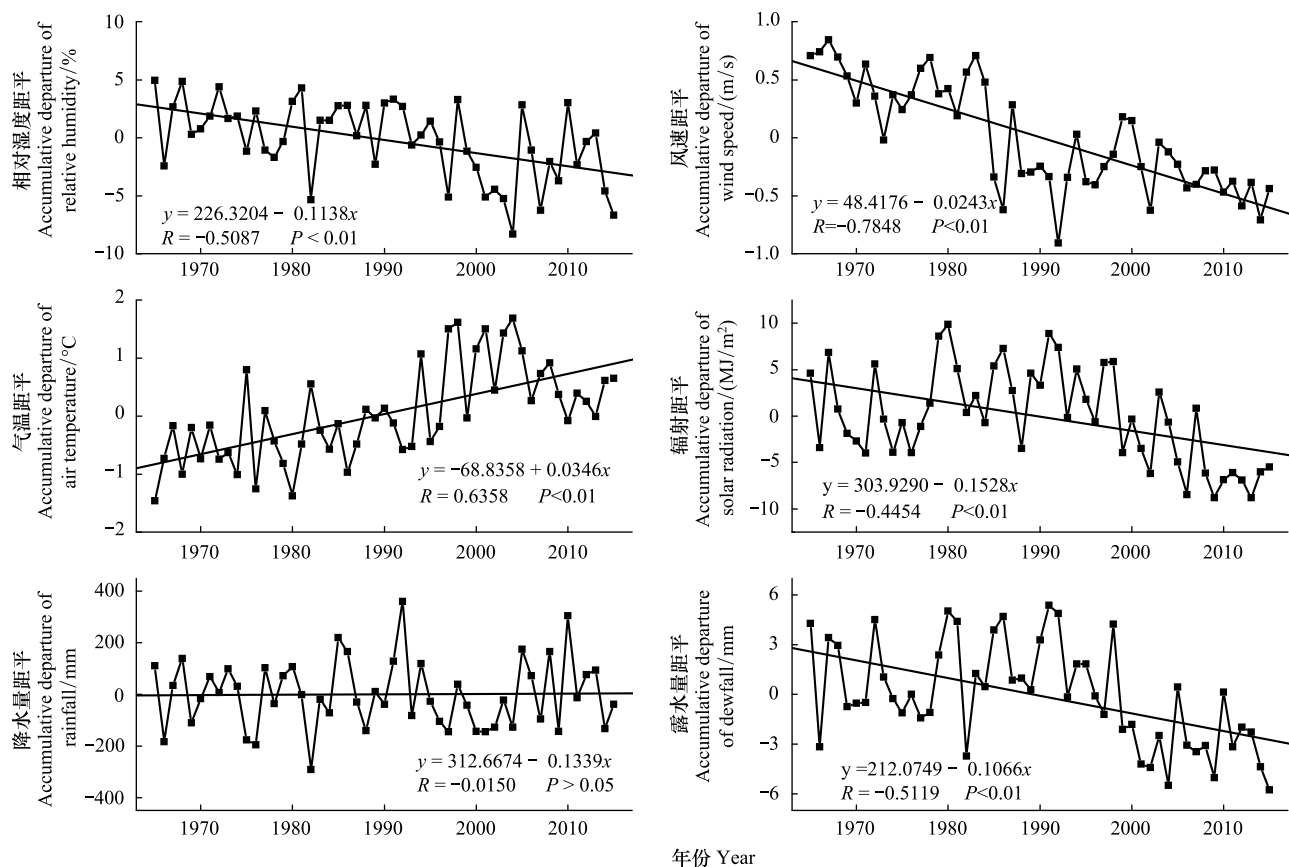 相对湿度距平
Accumulative departure of
relative humidity/%
10
5
0
−5
−10
y = 226.3204 − 0.1138x
R = −0.5087 P < 0.01
1970 1980 1990 2000 2010
风速距平
Accumulative departure of
wind speed/(m/s)
1.0
0.5
0
−0.5
−1.0
y = 48.4176 − 0.0243x
R=−0.7848 P<0.01
1970 1980 1990 2000 2010
气温距平
Accumulative departure of
air temperature/°C
2
1
0
−1
−2
y = −68.8358 + 0.0346x
R = 0.6358 P<0.01
1970 1980 1990 2000 2010
辐射距平
Accumulative departure of
solar radiation/(MJ/m²)
10
5
0
−5
−10
y = 303.9290 − 0.1528x
R = −0.4454 P<0.01
1970 1980 1990 2000 2010
降水量距平
Accumulative departure of
rainfall/mm
400
200
0
−200
−400
y = 312.6674 − 0.1339x
R = −0.0150 P > 0.05
1970 1980 1990 2000 2010
露水量距平
Accumulative departure
of dewfall/mm
6
3
0
−3
−6
y =212.0749 − 0.1066x
R = −0.5119 P<0.01
1970 1980 1990 2000 2010
年份 Year